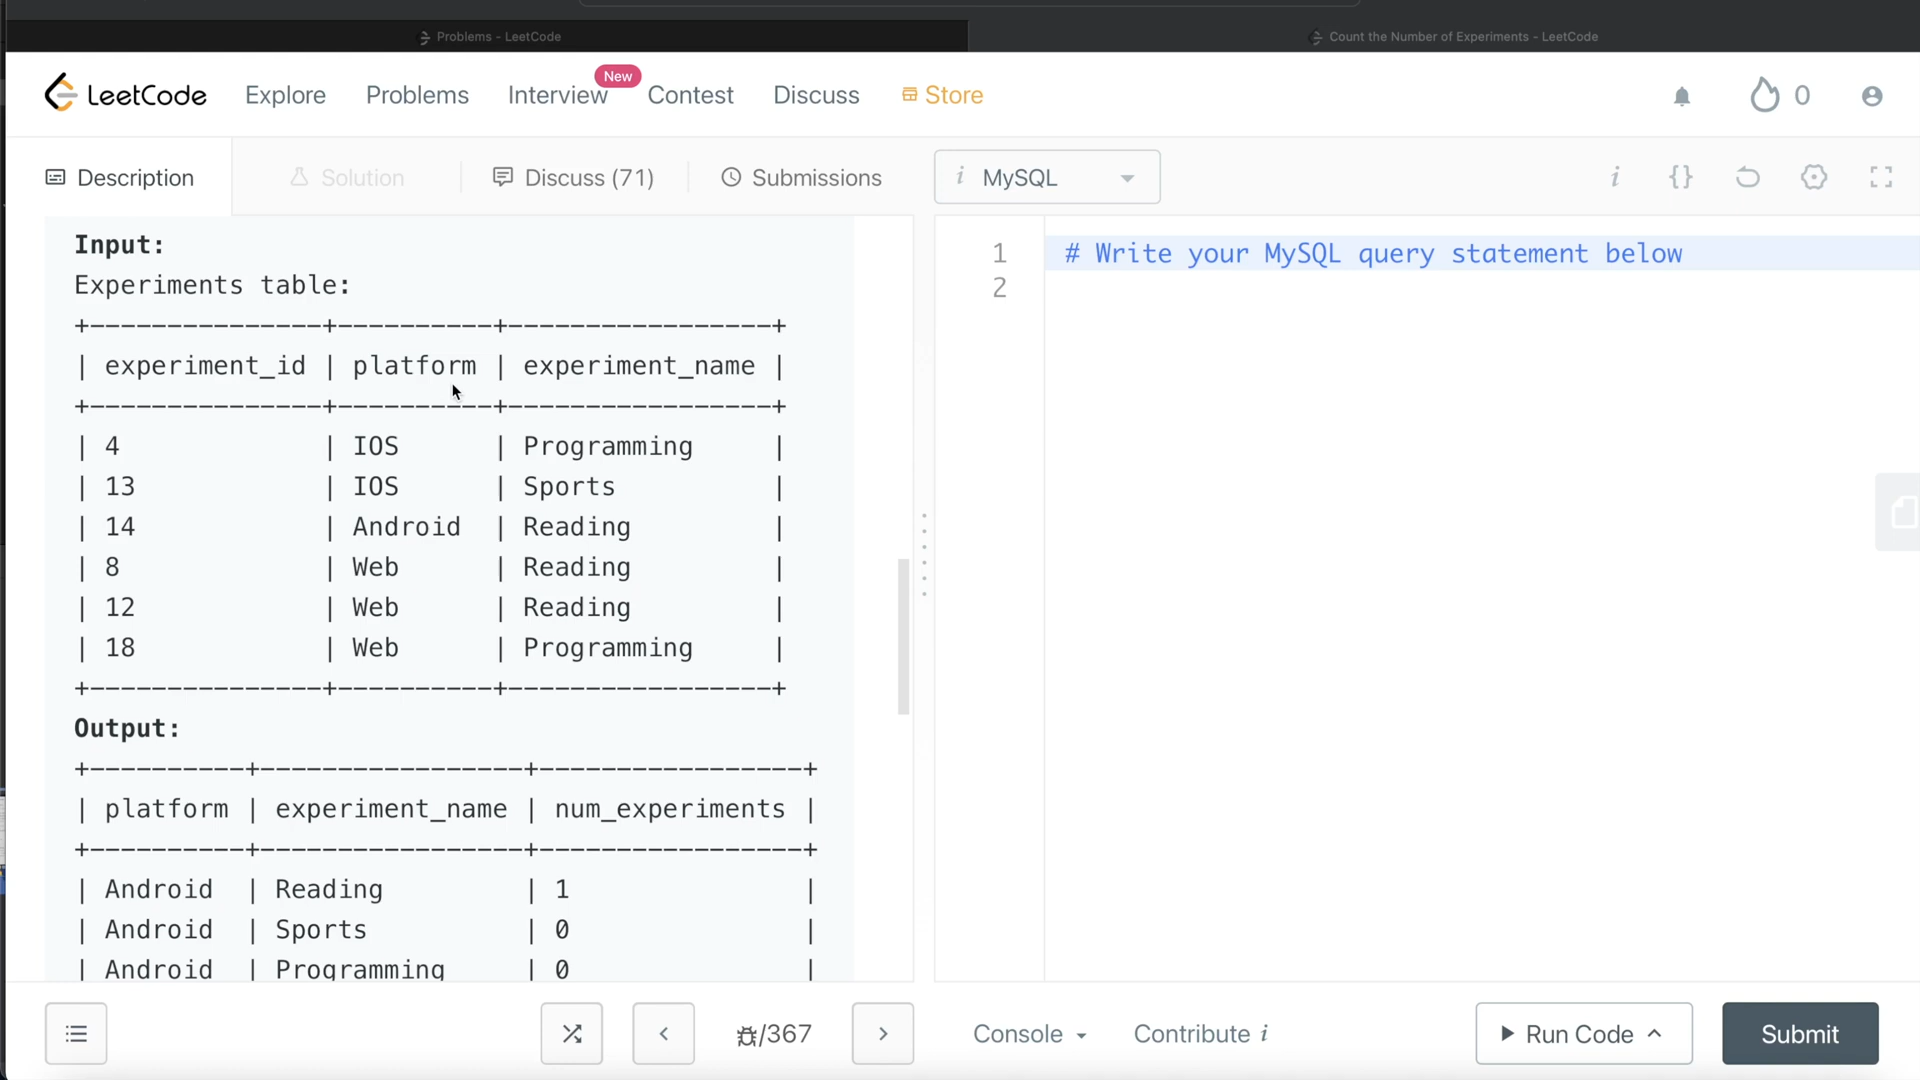 Problems - LeetCode
Count the Number of Experiments - LeetCode
LeetCode Explore Problems Interview New Contest Discuss Store 0
Description Solution Discuss (71) Submissions
i MySQL i {}
Input:
Experiments table:
+----------------+----------+-----------------+
| experiment_id | platform | experiment_name |
+----------------+----------+-----------------+
| 4 | IOS | Programming |
| 13 | IOS | Sports |
| 14 | Android | Reading |
| 8 | Web | Reading |
| 12 | Web | Reading |
| 18 | Web | Programming |
+----------------+----------+-----------------+
Output:
+----------+-----------------+-----------------+
| platform | experiment_name | num_experiments |
+----------+-----------------+-----------------+
| Android | Reading | 1 |
| Android | Sports | 0 |
| Android | Programming | 0 |
1 # Write your MySQL query statement below
2
/367
Console Contribute i
Run Code Submit